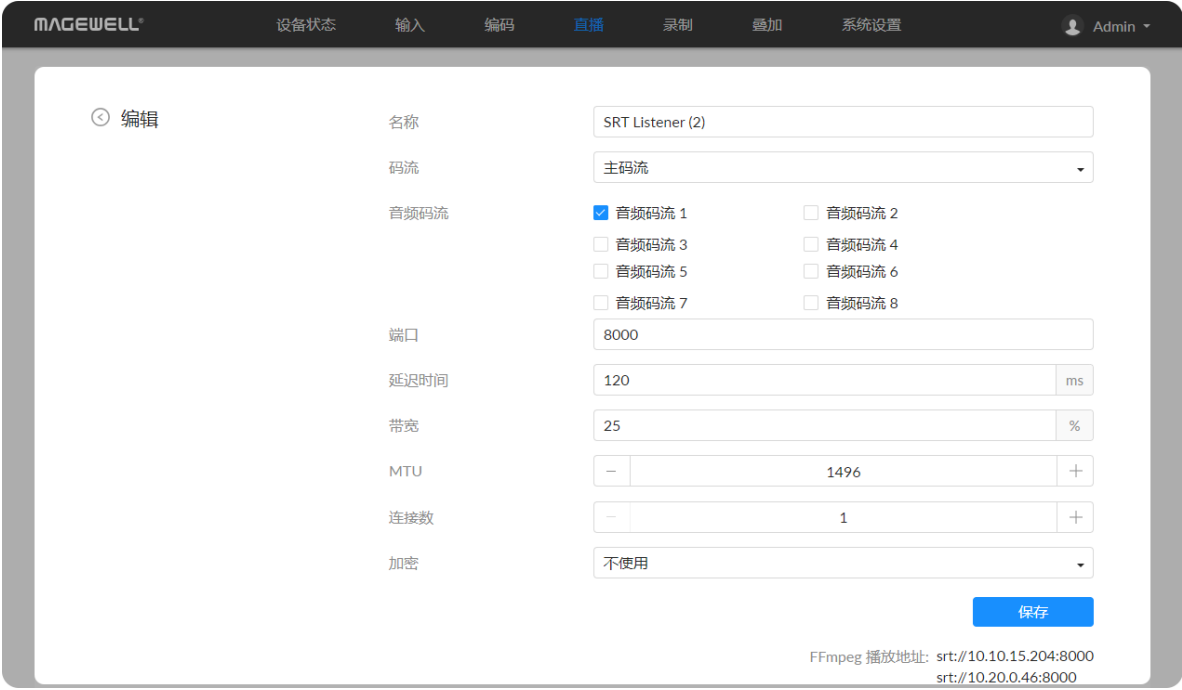 MAGEWELL® 设备状态 输入 编码 直播 录制 叠加 系统设置 Admin
编辑
名称 SRT Listener (2)
码流 主码流
音频码流 音频码流 1 音频码流 2
音频码流 3 音频码流 4
音频码流 5 音频码流 6
音频码流 7 音频码流 8
端口 8000
延迟时间 120 ms
带宽 25 %
MTU − 1496 +
连接数 − 1 +
加密 不使用
保存
FFmpeg 播放地址: srt://10.10.15.204:8000
srt://10.20.0.46:8000